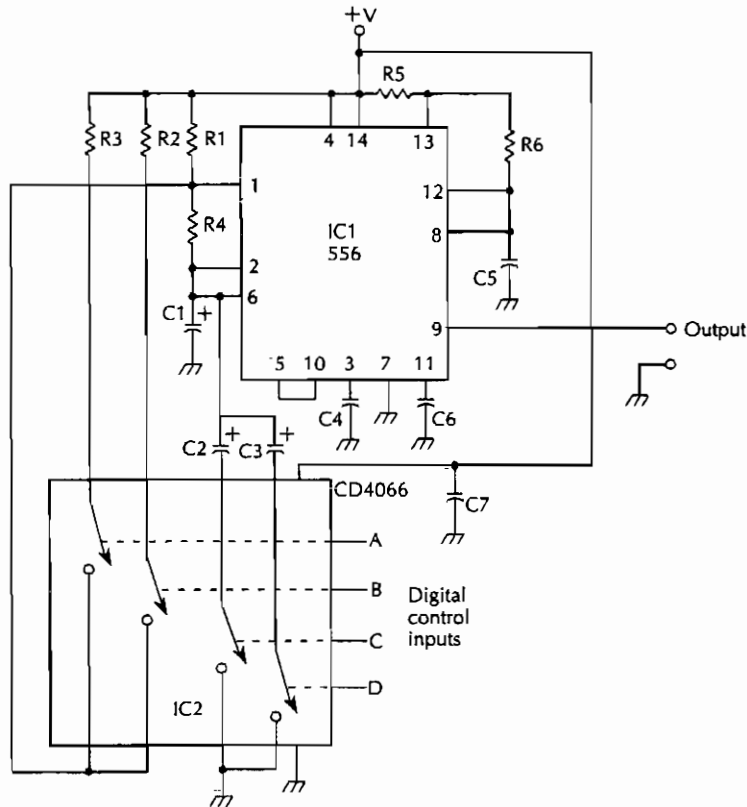 +V
R5
R3
R2
R1
4
14
13
R6
1
12
R4
IC1
556
8
2
C1
+
6
C5
9
Output
5
10
3
7
11
C4
C6
C2
+
C3
+
CD4066
C7
A
B
Digital
control
inputs
C
D
IC2